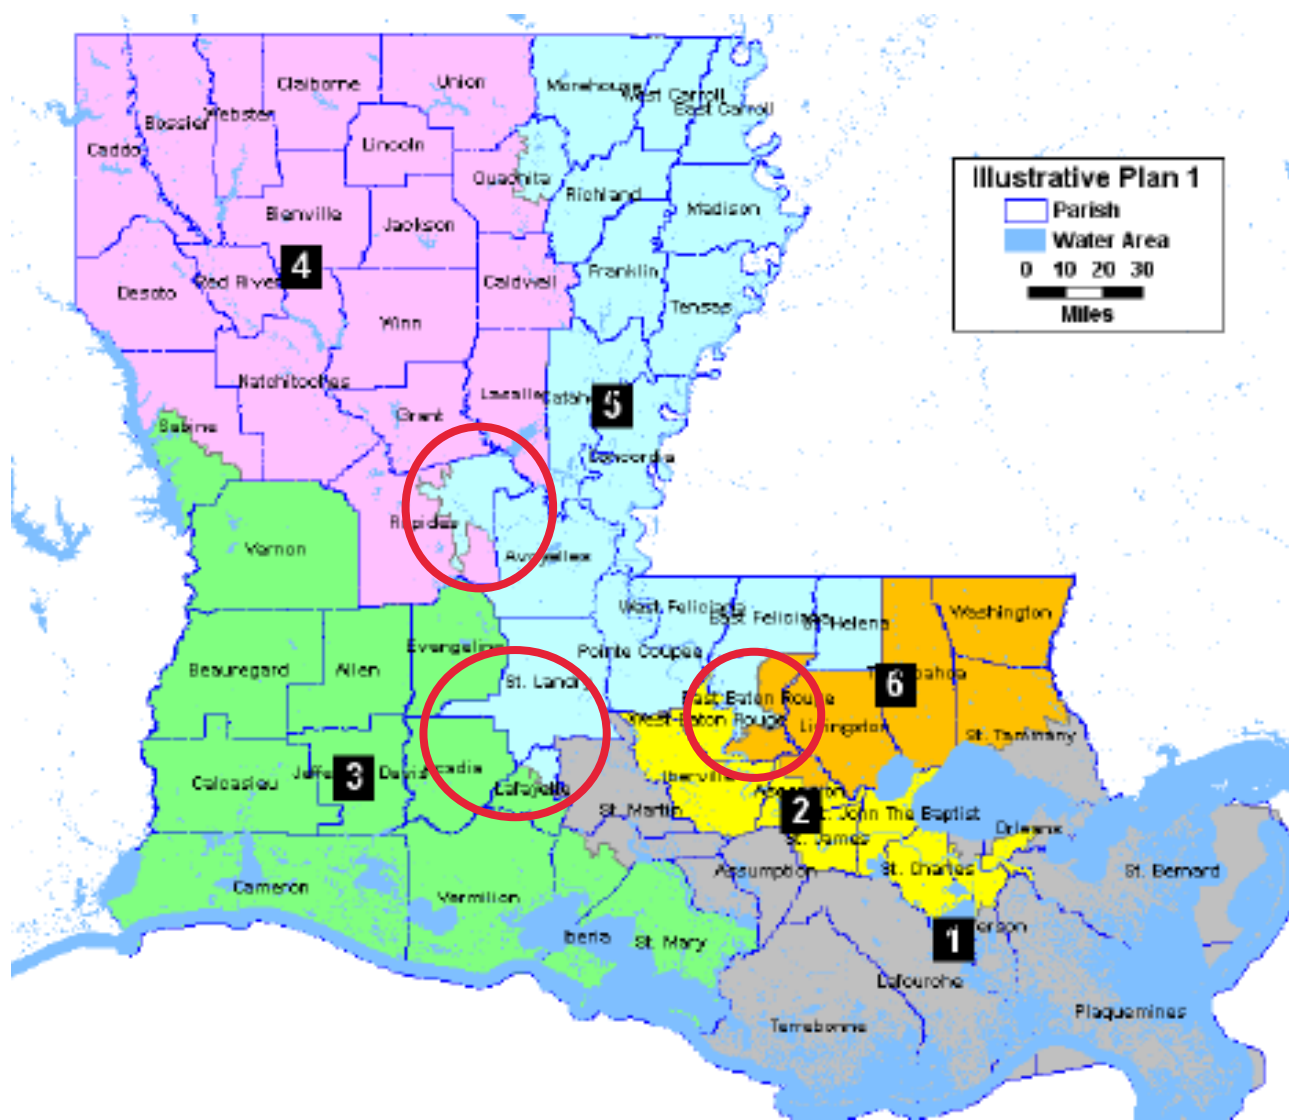 Claiborne
Union
Morehouse
West Carroll
East Carroll
Bossier
Webster
Caddo
Lincoln
Ouachita
Richland
Madison
Bienville
Jackson
Illustrative Plan 1
Parish
Water Area
0 10 20 30
Miles
4
Desoto
Red River
Caldwell
Franklin
Tensas
Winn
Natchitoches
Lasalle
Catah
5
Grant
Sabine
Concordia
Rapides
Vernon
Avoyelles
West Feliciana
East Feliciana
St. Helena
Washington
Evangeline
Pointe Coupee
Beauregard
Allen
St. Landry
6
East Baton Rouge
West Baton Rouge
Livingston
St. Tammany
Calcasieu
3
Davis
Acadia
Lafayette
Iberville
2
St. Martin
St. John The Baptist
Orleans
St. James
Assumption
St. Charles
St. Bernard
Cameron
Vermilion
Iberia
St. Mary
1
erson
Lafourche
Plaquemines
Terrebonne